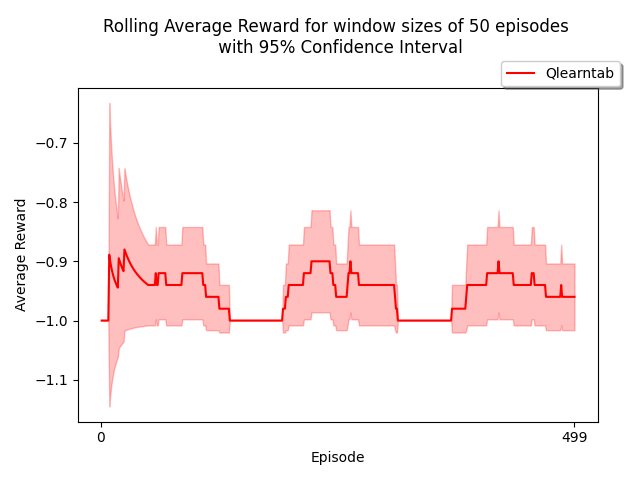 Rolling Average Reward for window sizes of 50 episodes
with 95% Confidence Interval
Qlearntab
−0.7
−0.8
−0.9
−1.0
−1.1
Average Reward
0
499
Episode